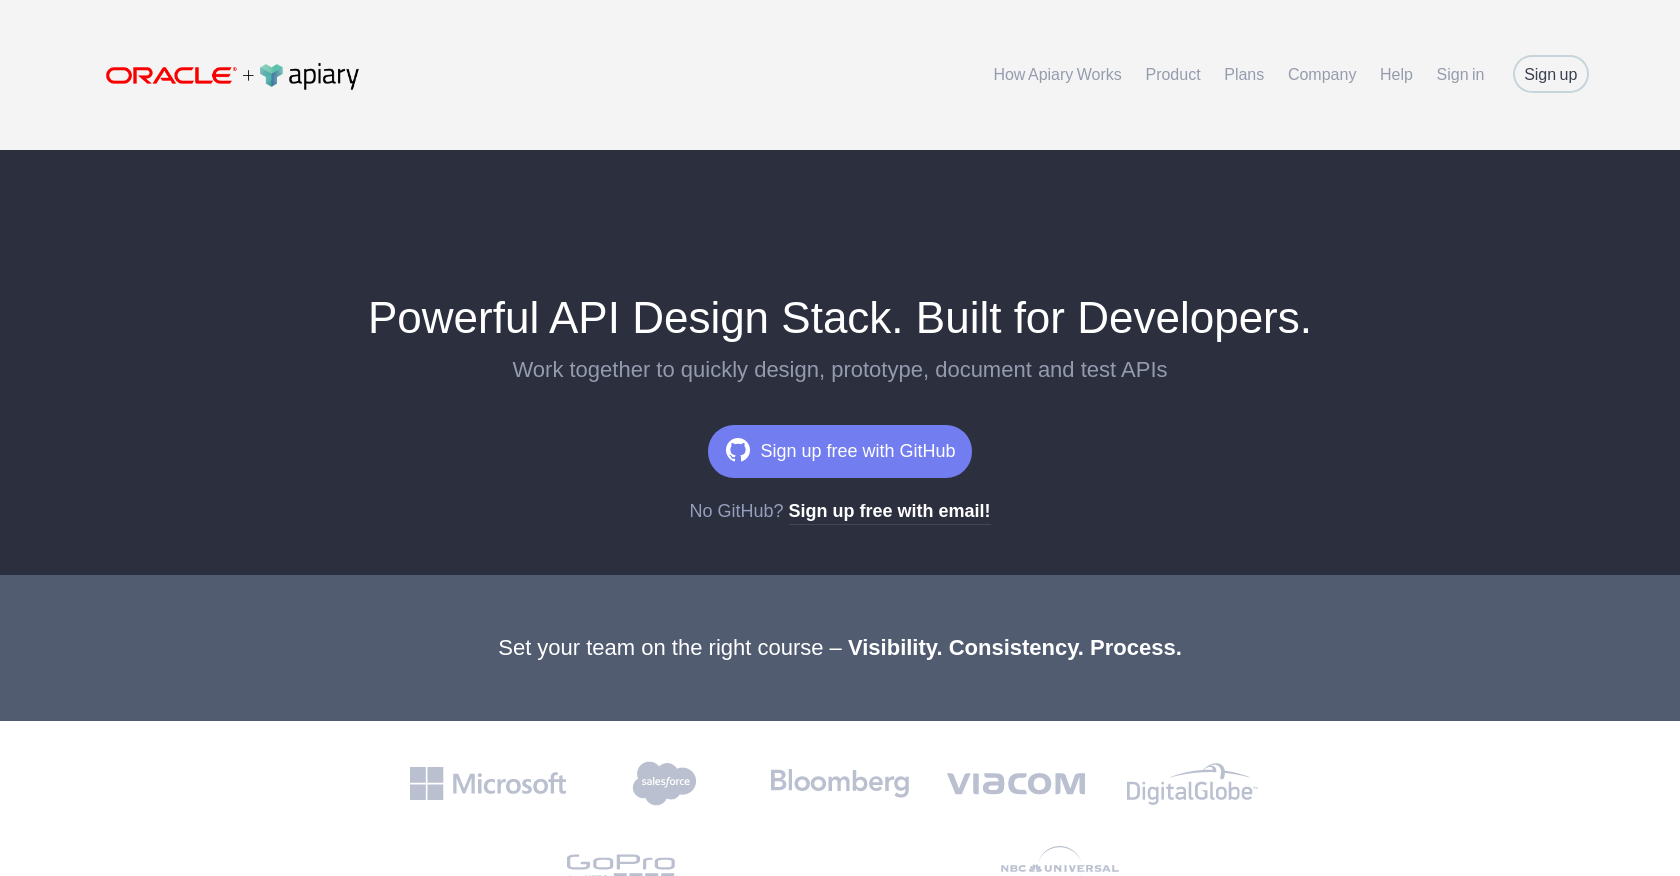 ORACLE® + apiary
How Apiary Works Product Plans Company Help Sign in Sign up
Powerful API Design Stack. Built for Developers.
Work together to quickly design, prototype, document and test APIs
Sign up free with GitHub
No GitHub? Sign up free with email!
Set your team on the right course – Visibility. Consistency. Process.
Microsoft salesforce Bloomberg VIACOM DigitalGlobe
GoPro NBC UNIVERSAL